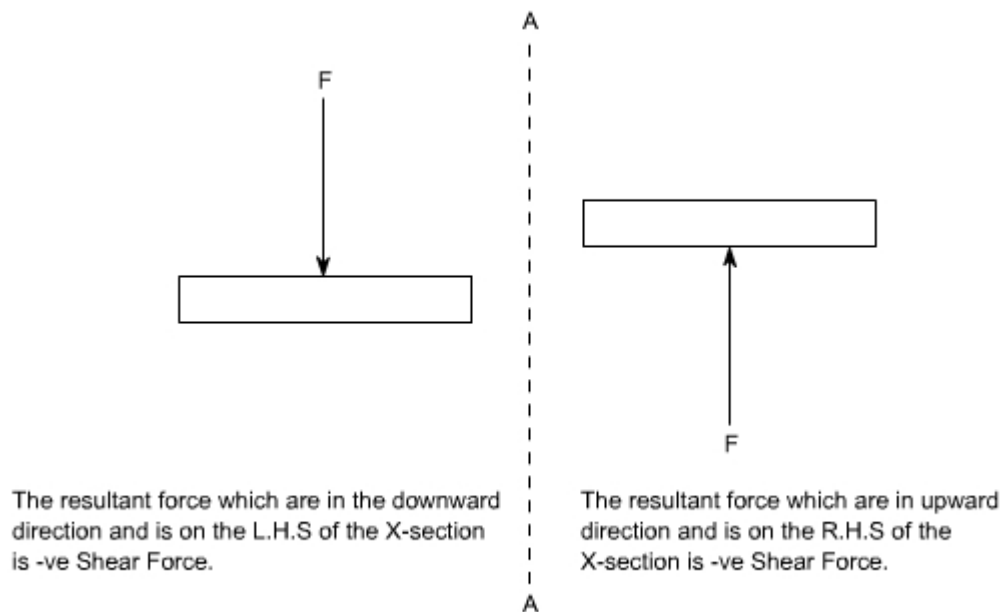 A
F
F
The resultant force which are in the downward
direction and is on the L.H.S of the X-section
is -ve Shear Force.
The resultant force which are in upward
direction and is on the R.H.S of the
X-section is -ve Shear Force.
A